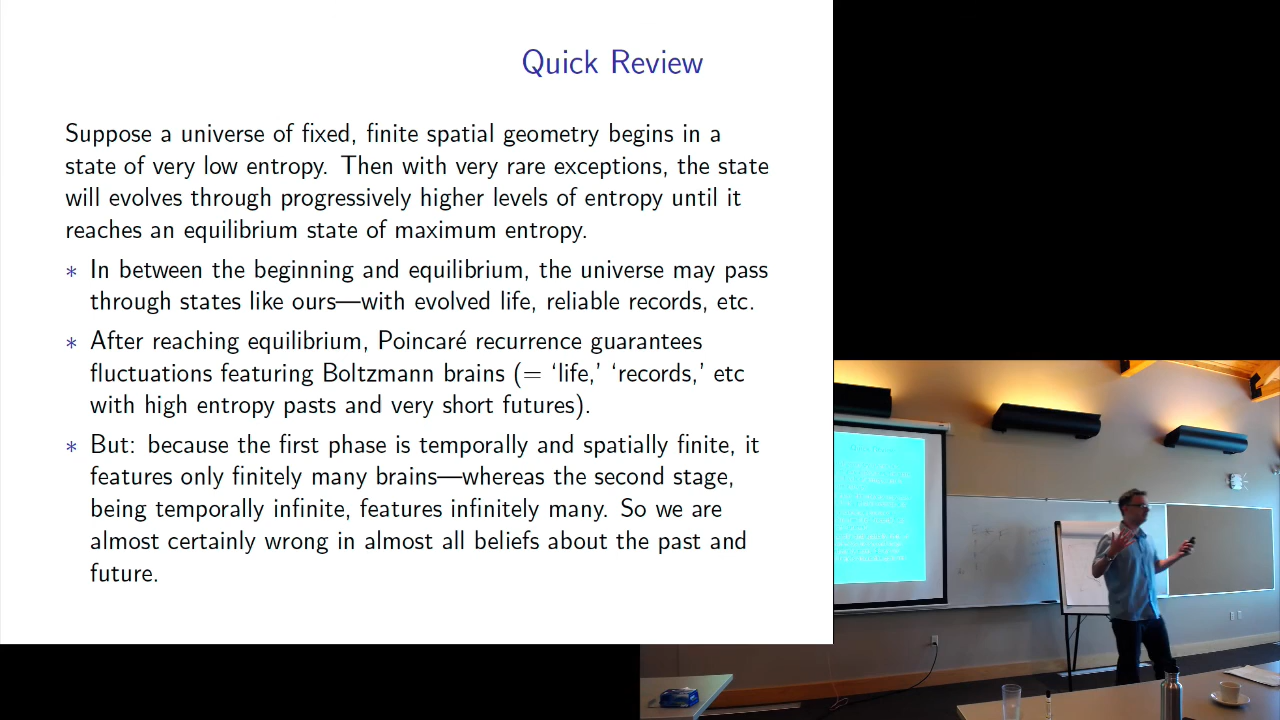 Quick Review
Suppose a universe of fixed, finite spatial geometry begins in a
state of very low entropy. Then with very rare exceptions, the state
will evolves through progressively higher levels of entropy until it
reaches an equilibrium state of maximum entropy.
* In between the beginning and equilibrium, the universe may pass
through states like ours—with evolved life, reliable records, etc.
* After reaching equilibrium, Poincaré recurrence guarantees
fluctuations featuring Boltzmann brains (= ‘life,’ ‘records,’ etc
with high entropy pasts and very short futures).
* But: because the first phase is temporally and spatially finite, it
features only finitely many brains—whereas the second stage,
being temporally infinite, features infinitely many. So we are
almost certainly wrong in almost all beliefs about the past and
future.